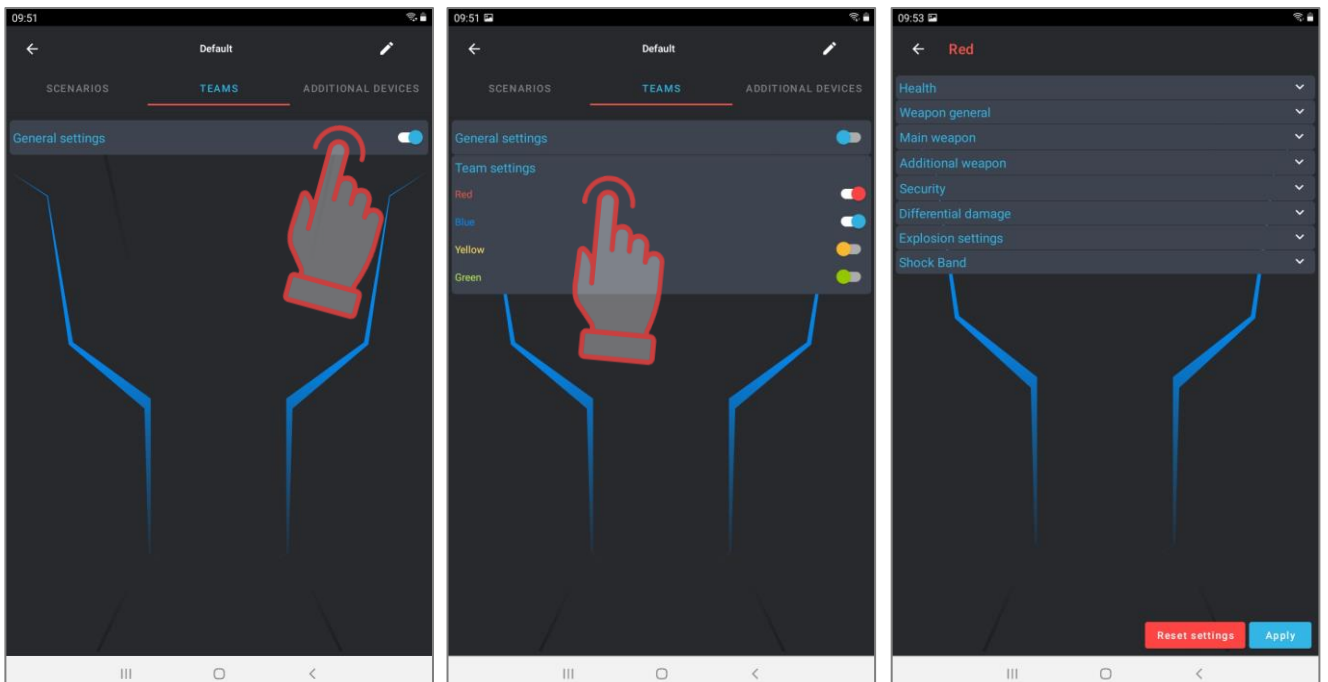 09:51
Default
SCENARIOS TEAMS ADDITIONAL DEVICES
General settings
09:51
Default
SCENARIOS TEAMS ADDITIONAL DEVICES
General settings
Team settings
Red
Blue
Yellow
Green
09:53
Red
Health
Weapon general
Main weapon
Additional weapon
Security
Differential damage
Explosion settings
Shock Band
Reset settings Apply